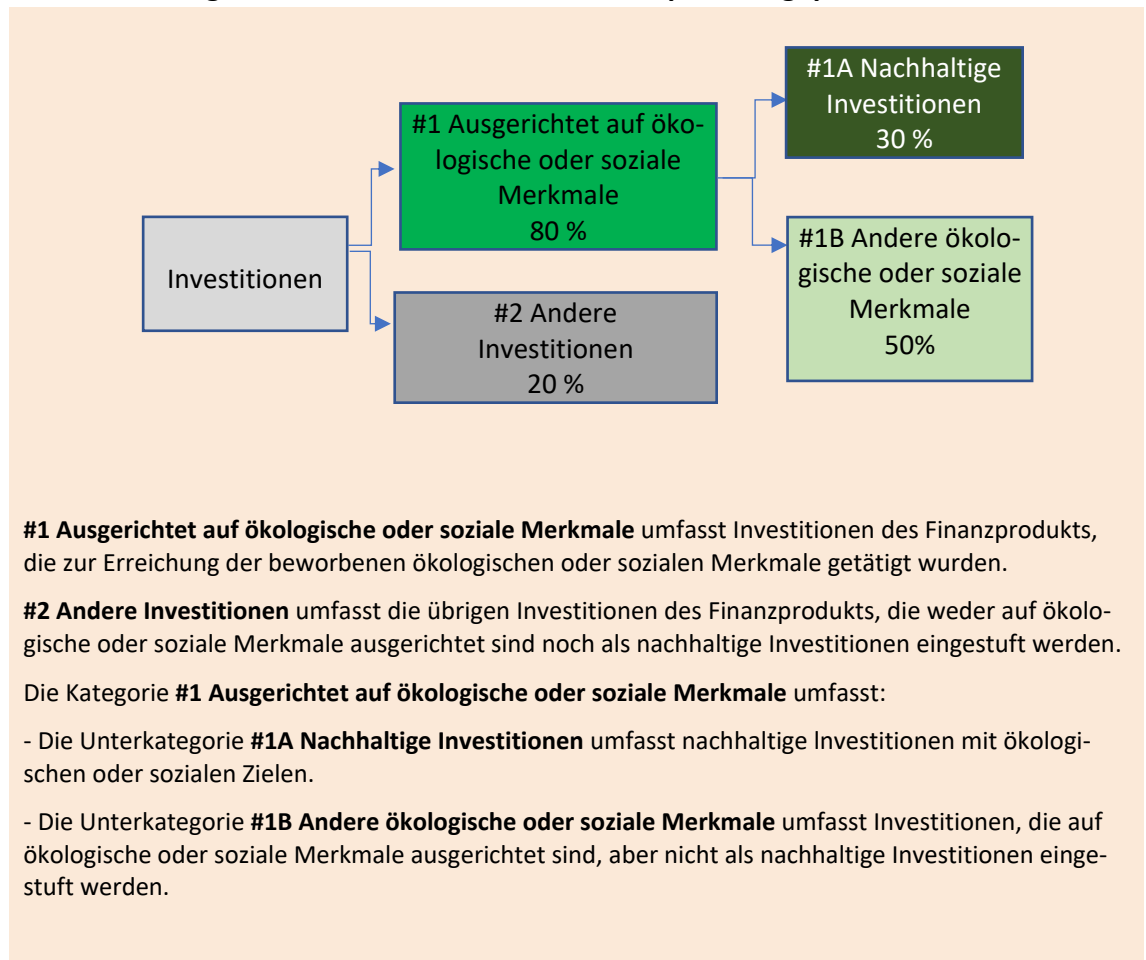 #1A Nachhaltige
Investitionen
30 %
#1 Ausgerichtet auf öko-
logische oder soziale
Merkmale
80 %
#1B Andere ökolo-
gische oder soziale
Merkmale
50%
Investitionen
#2 Andere
Investitionen
20 %
#1 Ausgerichtet auf ökologische oder soziale Merkmale umfasst Investitionen des Finanzprodukts,
die zur Erreichung der beworbenen ökologischen oder sozialen Merkmale getätigt wurden.
#2 Andere Investitionen umfasst die übrigen Investitionen des Finanzprodukts, die weder auf ökolo-
gische oder soziale Merkmale ausgerichtet sind noch als nachhaltige Investitionen eingestuft werden.
Die Kategorie #1 Ausgerichtet auf ökologische oder soziale Merkmale umfasst:
- Die Unterkategorie #1A Nachhaltige Investitionen umfasst nachhaltige Investitionen mit ökologi-
schen oder sozialen Zielen.
- Die Unterkategorie #1B Andere ökologische oder soziale Merkmale umfasst Investitionen, die auf
ökologische oder soziale Merkmale ausgerichtet sind, aber nicht als nachhaltige Investitionen einge-
stuft werden.